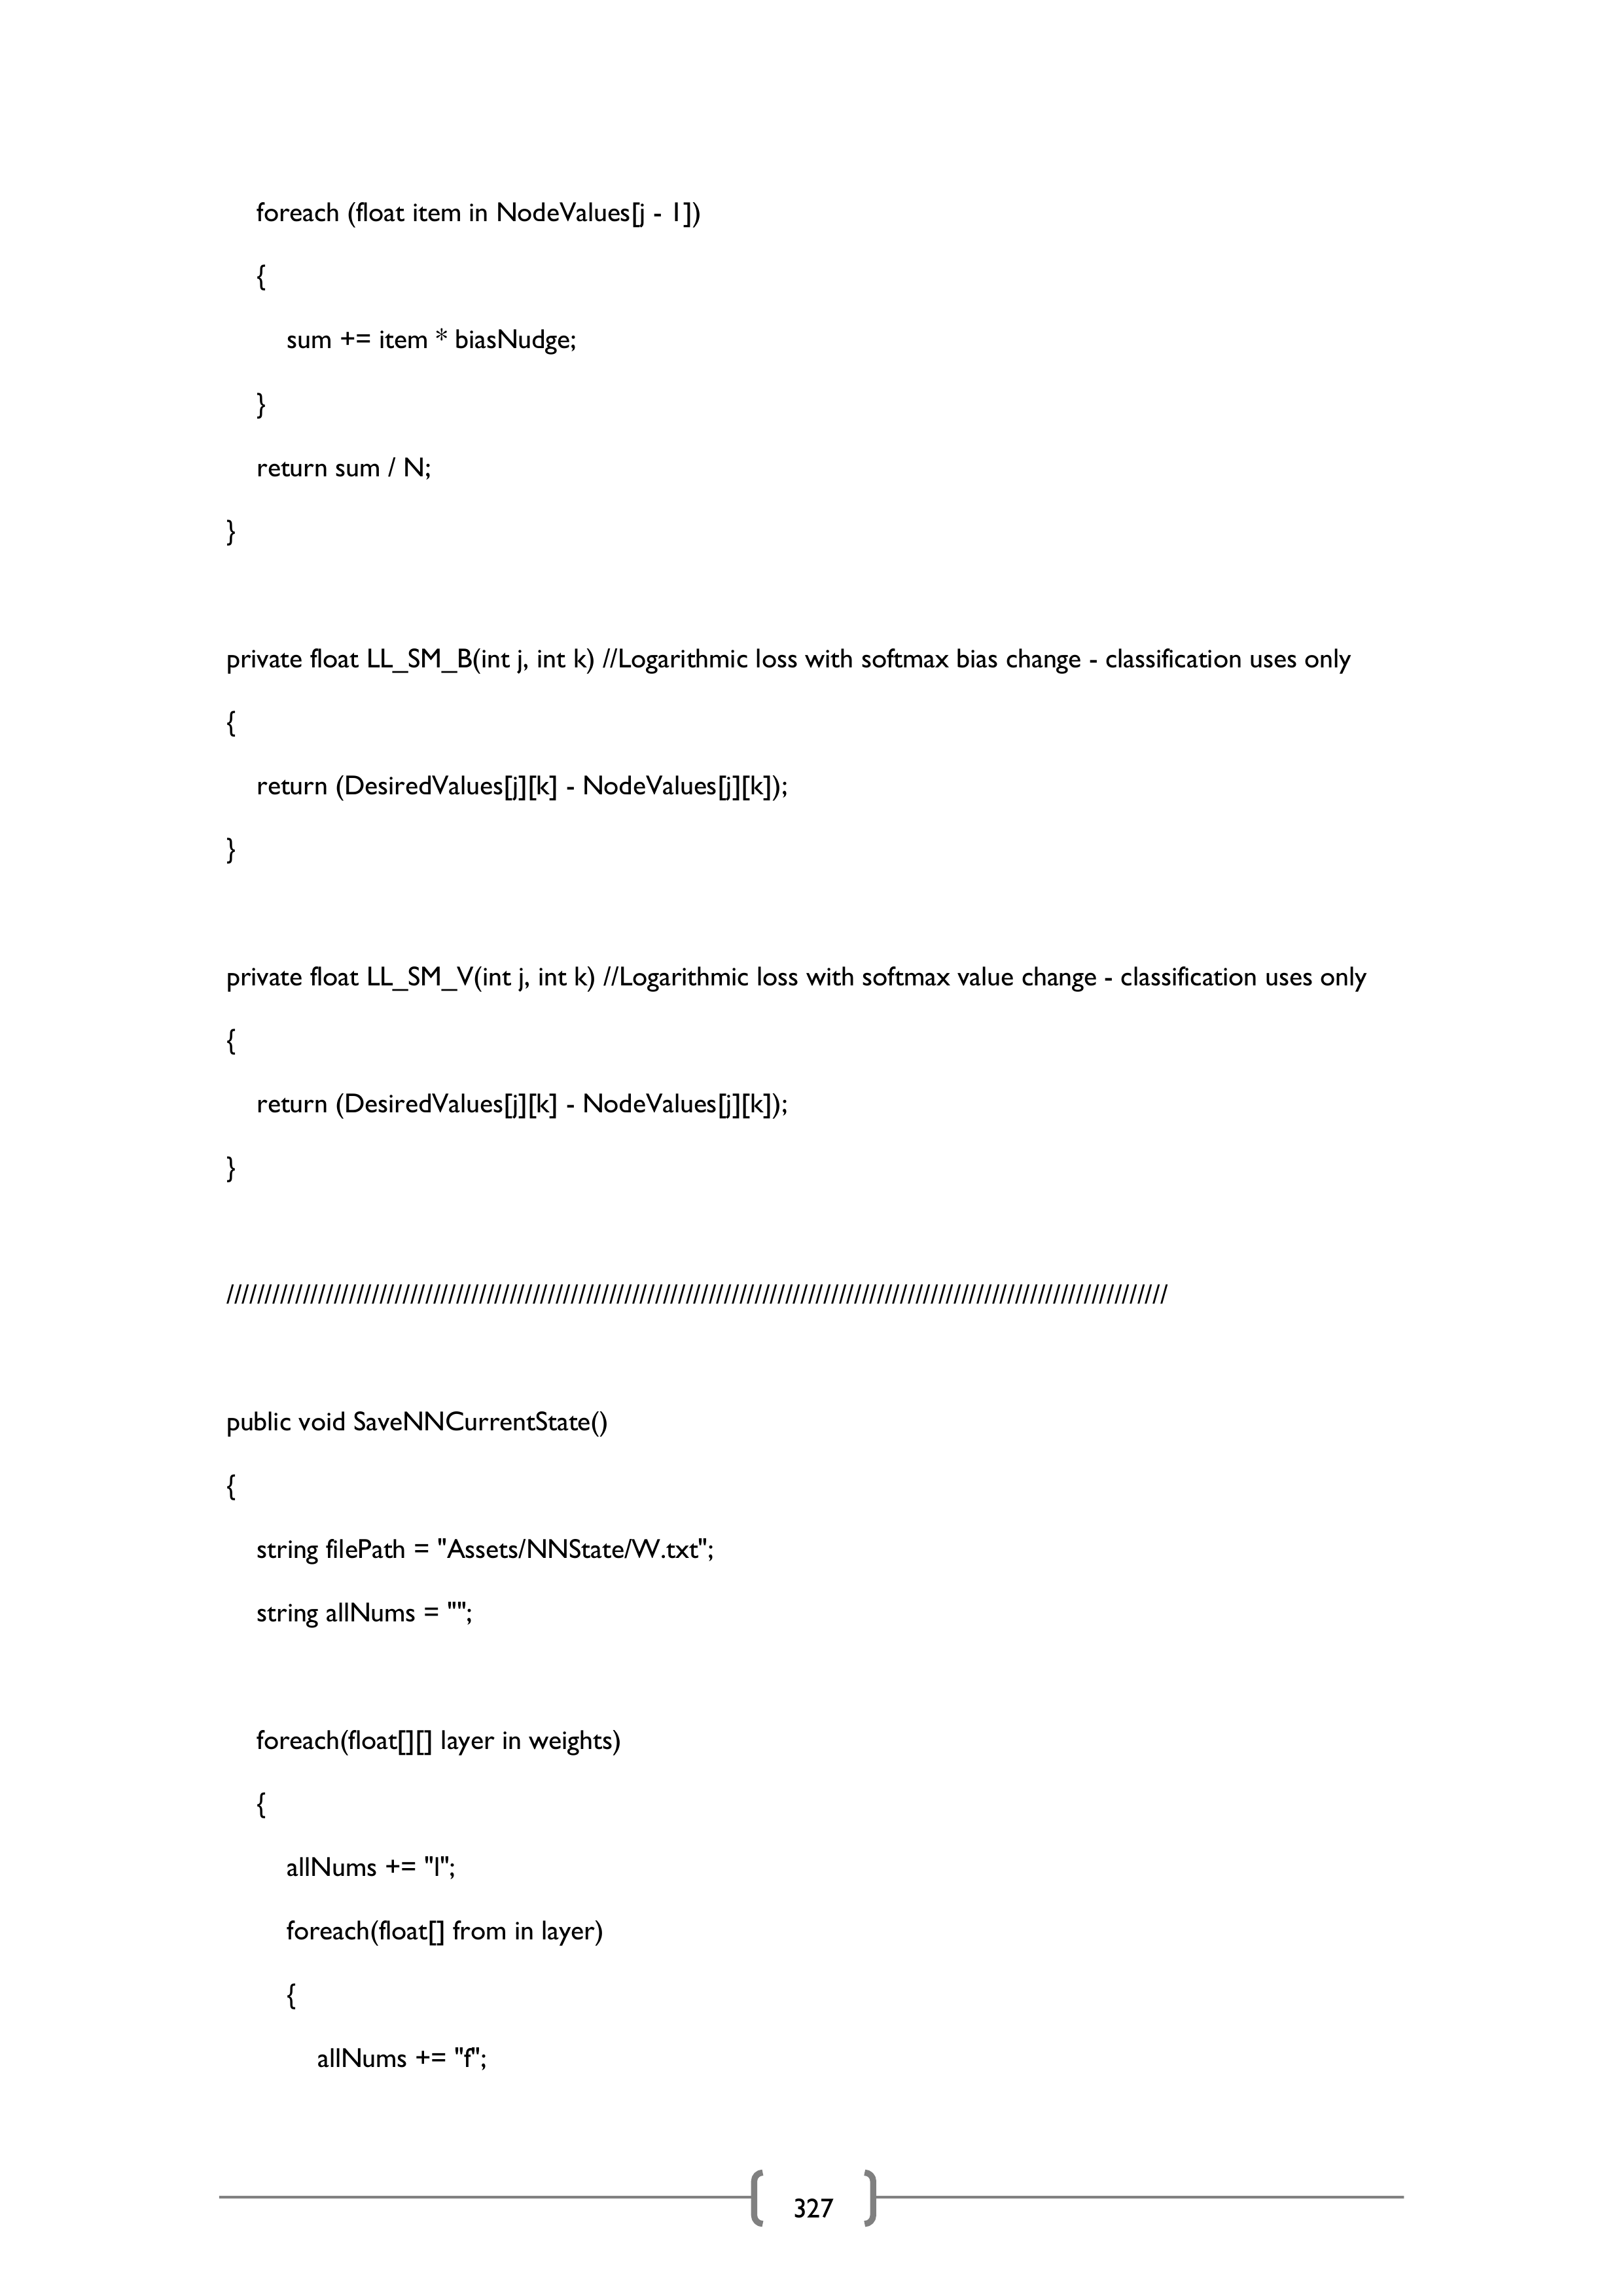 foreach (float item in NodeValues[j - 1])
{
sum += item * biasNudge;
}
return sum / N;
}
private float LL_SM_B(int j, int k) //Logarithmic loss with softmax bias change - classification uses only
{
return (DesiredValues[j][k] - NodeValues[j][k]);
}
private float LL_SM_V(int j, int k) //Logarithmic loss with softmax value change - classification uses only
{
return (DesiredValues[j][k] - NodeValues[j][k]);
}
////////////////////////////////////////////////////////////////////////////////////////////////////////////////////////////
public void SaveNNCurrentState()
{
string filePath = "Assets/NNState/W.txt";
string allNums = "";
foreach(float[][] layer in weights)
{
allNums += "l";
foreach(float[] from in layer)
{
allNums += "f";
327